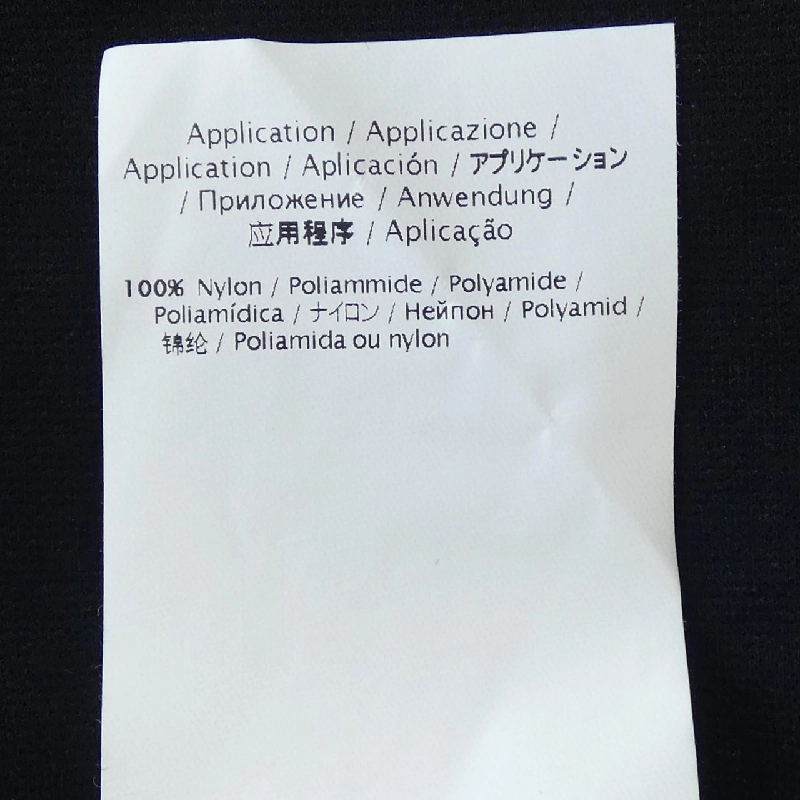 Application / Applicazione /
Application / Aplicación / アプリケーション
/ Приложение / Anwendung /
应用程序 / Aplicação
100% Nylon / Poliammide / Polyamide /
Poliamídica / ナイロン / Нейпон / Polyamid /
锦纶 / Poliamida ou nylon